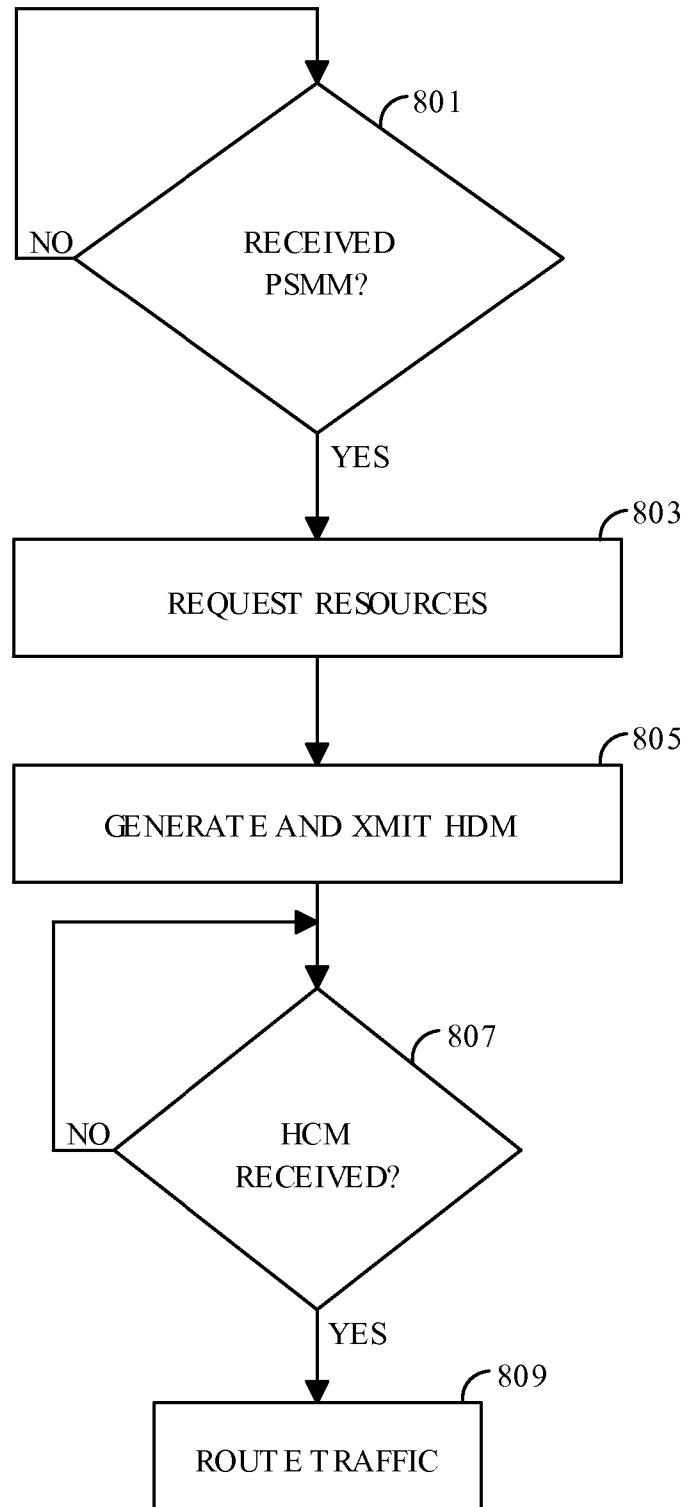 801
RECEIVED
PSMM?
NO
YES
803
REQUEST RESOURCES
805
GENERATE AND XMIT HDM
807
HCM
RECEIVED?
NO
YES
809
ROUTE TRAFFIC